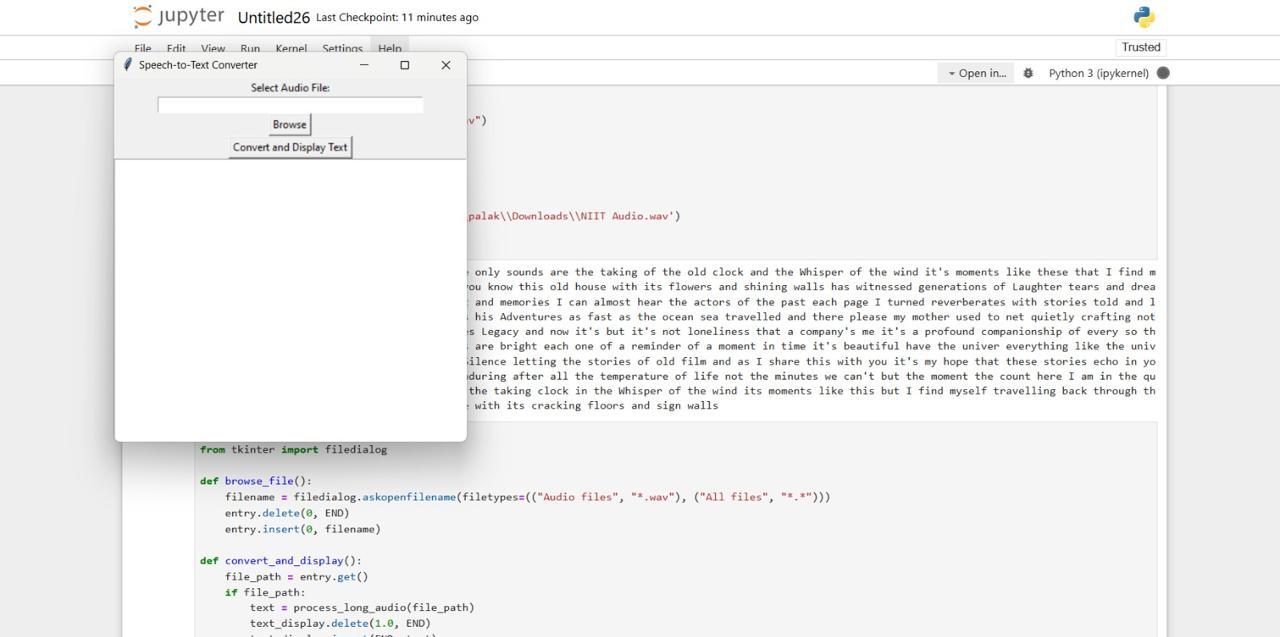 jupyter Untitled26 Last Checkpoint: 11 minutes ago
File Edit View Run Kernel Settings Help
Trusted
Speech-to-Text Converter
Open in... Python 3 (ipykernel)
Select Audio File:
Browse
Convert and Display Text
v")
palak\\Downloads\\NIIT Audio.wav')
only sounds are the taking of the old clock and the Whisper of the wind it's moments like these that I find m
you know this old house with its flowers and shining walls has witnessed generations of Laughter tears and drea
and memories I can almost hear the actors of the past each page I turned reverberates with stories told and l
his Adventures as fast as the ocean sea travelled and there please my mother used to net quietly crafting not
s Legacy and now it's but it's not loneliness that a company's me it's a profound companionship of every so th
are bright each one of a reminder of a moment in time it's beautiful have the univer everything like the univ
Silence letting the stories of old film and as I share this with you it's my hope that these stories echo in yo
nduring after all the temperature of life not the minutes we can't but the moment the count here I am in the qu
the taking clock in the Whisper of the wind its moments like this but I find myself travelling back through th
with its cracking floors and sign walls
from tkinter import filedialog
def browse_file():
    filename = filedialog.askopenfilename(filetypes=(("Audio files", "*.wav"), ("All files", "*.*")))
    entry.delete(0, END)
    entry.insert(0, filename)
def convert_and_display():
    file_path = entry.get()
    if file_path:
        text = process_long_audio(file_path)
        text_display.delete(1.0, END)